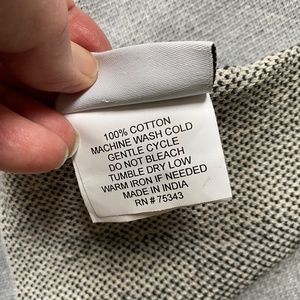 100% COTTON
MACHINE WASH COLD
GENTLE CYCLE
DO NOT BLEACH
TUMBLE DRY LOW
WARM IRON IF NEEDED
MADE IN INDIA
RN # 75343